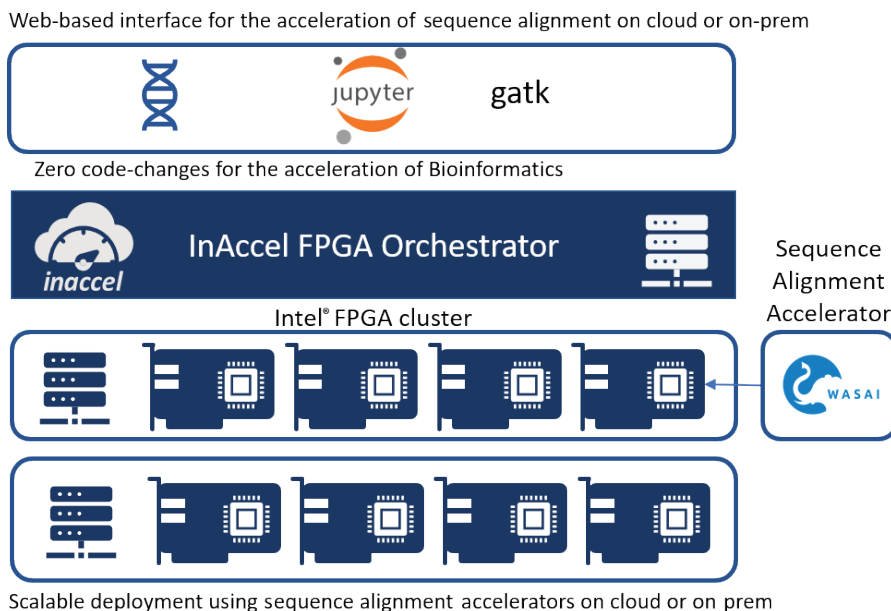 Web-based interface for the acceleration of sequence alignment on cloud or on-prem
jupyter
gatk
Zero code-changes for the acceleration of Bioinformatics
inaccel
InAccel FPGA Orchestrator
Sequence
Alignment
Accelerator
Intel® FPGA cluster
WASAI
Scalable deployment using sequence alignment accelerators on cloud or on prem